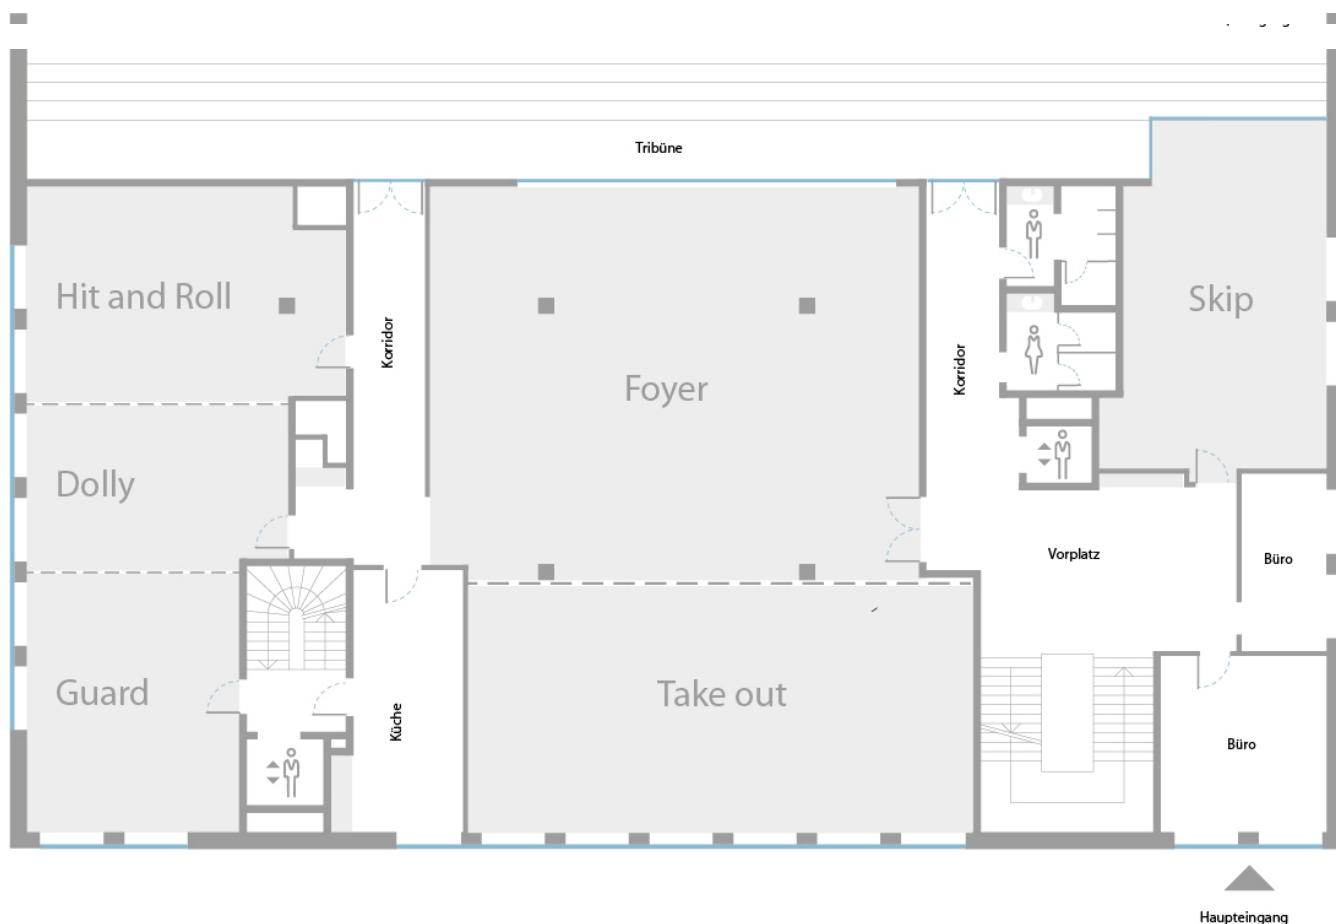 Tribüne
Hit and Roll
Korridor
Foyer
Korridor
Skip
Dolly
Vorplatz
Büro
Guard
Küche
Take out
Büro
Haupteingang